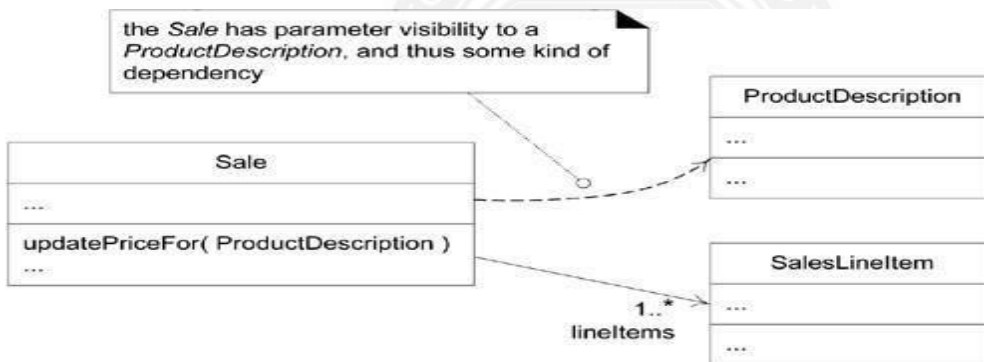 the Sale has parameter visibility to a
ProductDescription, and thus some kind of
dependency
ProductDescription
...
...
Sale
...
updatePriceFor( ProductDescription )
...
SalesLineItem
...
...
1..*
lineItems